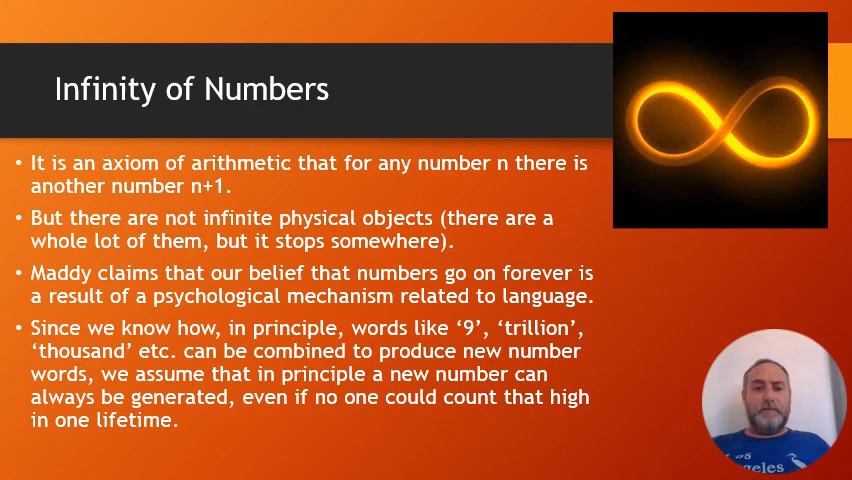 Infinity of Numbers
• It is an axiom of arithmetic that for any number n there is
another number n+1.
• But there are not infinite physical objects (there are a
whole lot of them, but it stops somewhere).
• Maddy claims that our belief that numbers go on forever is
a result of a psychological mechanism related to language.
• Since we know how, in principle, words like ‘9’, ‘trillion’,
‘thousand’ etc. can be combined to produce new number
words, we assume that in principle a new number can
always be generated, even if no one could count that high
in one lifetime.